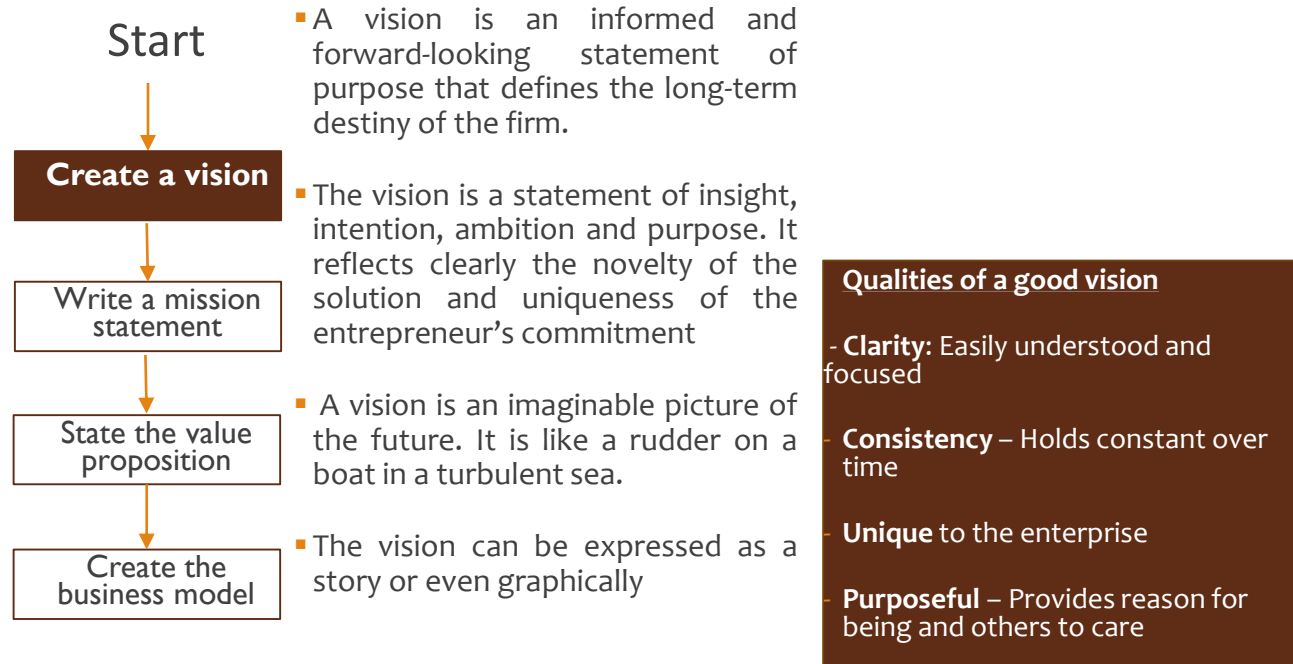 Start
Create a vision
Write a mission
statement
State the value
proposition
Create the
business model
▪ A vision is an informed and
forward-looking statement of
purpose that defines the long-term
destiny of the firm.
▪ The vision is a statement of insight,
intention, ambition and purpose. It
reflects clearly the novelty of the
solution and uniqueness of the
entrepreneur’s commitment
▪ A vision is an imaginable picture of
the future. It is like a rudder on a
boat in a turbulent sea.
▪ The vision can be expressed as a
story or even graphically
Qualities of a good vision
- Clarity: Easily understood and
focused
- Consistency – Holds constant over
time
- Unique to the enterprise
- Purposeful – Provides reason for
being and others to care